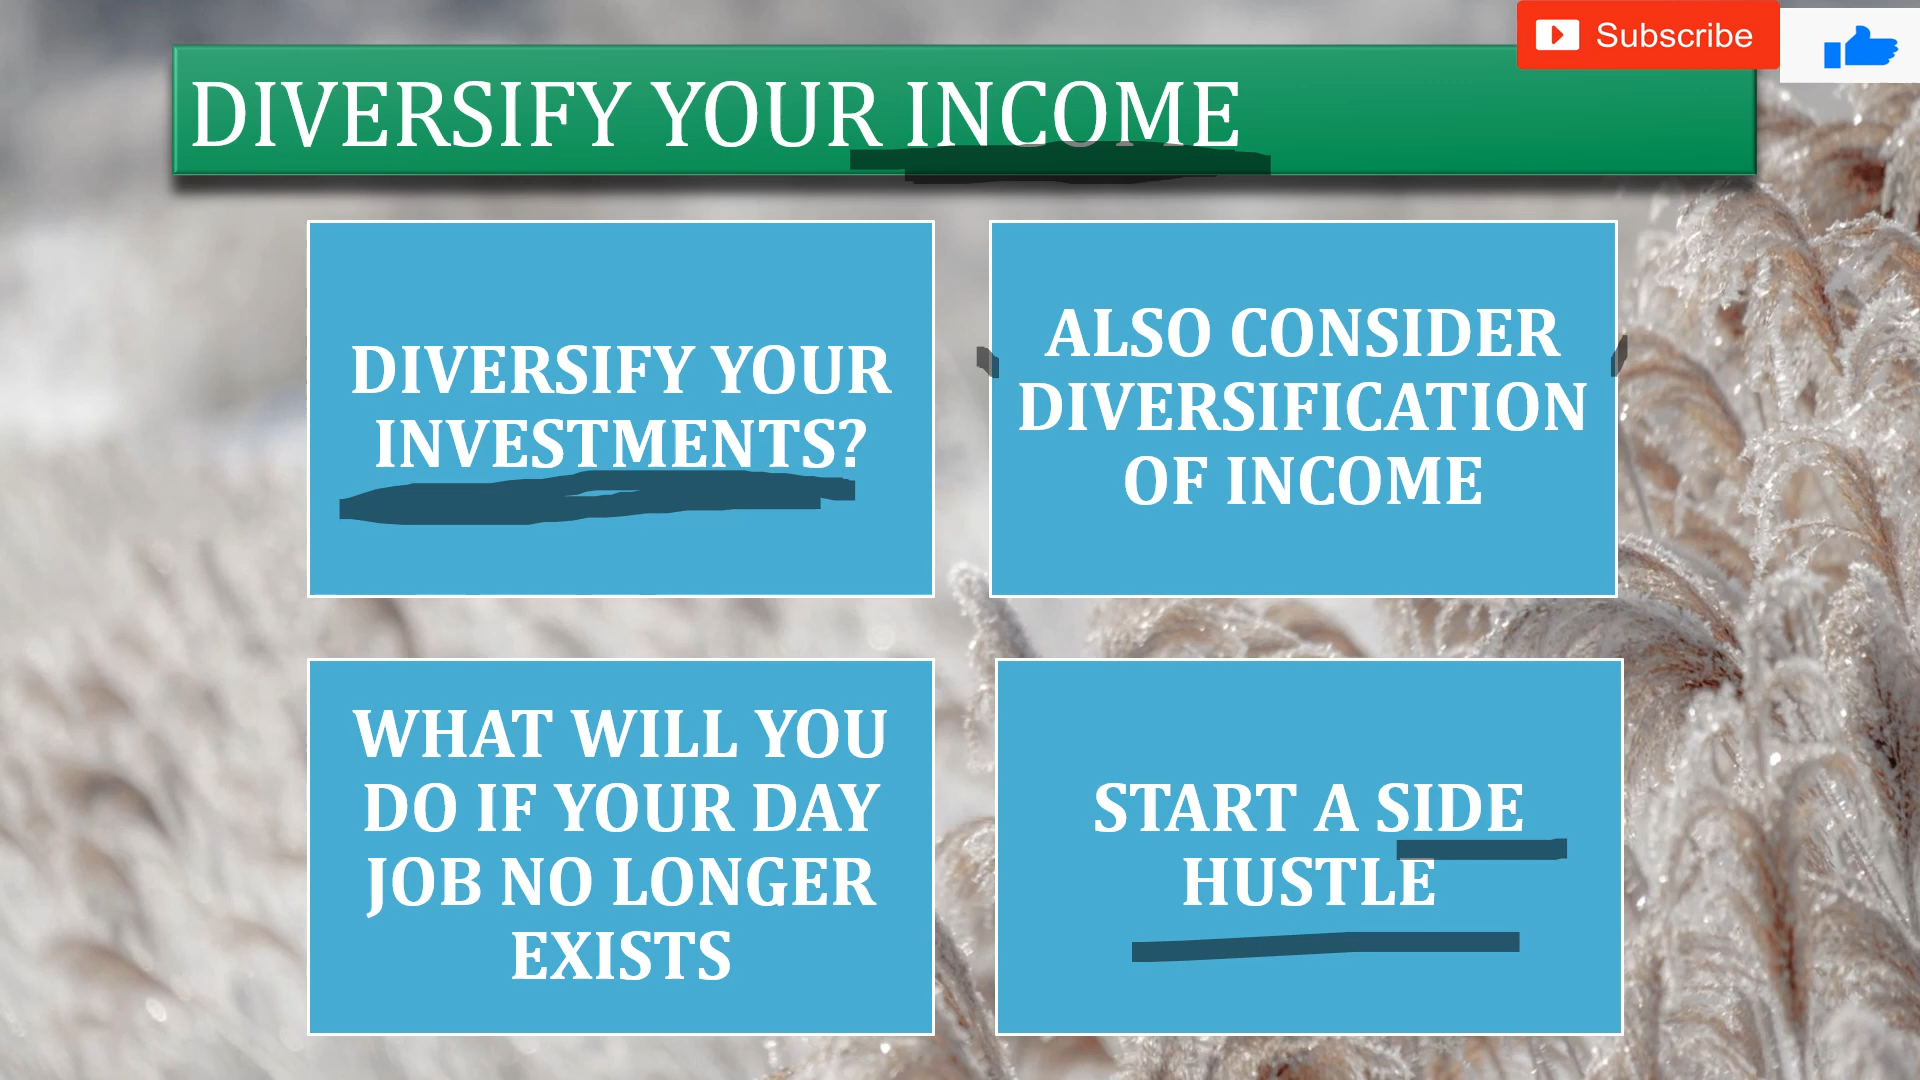 Subscribe
DIVERSIFY YOUR INCOME
DIVERSIFY YOUR
INVESTMENTS?
ALSO CONSIDER
DIVERSIFICATION
OF INCOME
WHAT WILL YOU
DO IF YOUR DAY
JOB NO LONGER
EXISTS
START A SIDE
HUSTLE